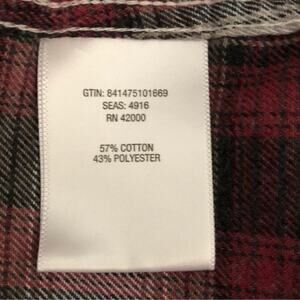 GTIN: 841475101669
SEAS: 4916
RN 42000
57% COTTON
43% POLYESTER